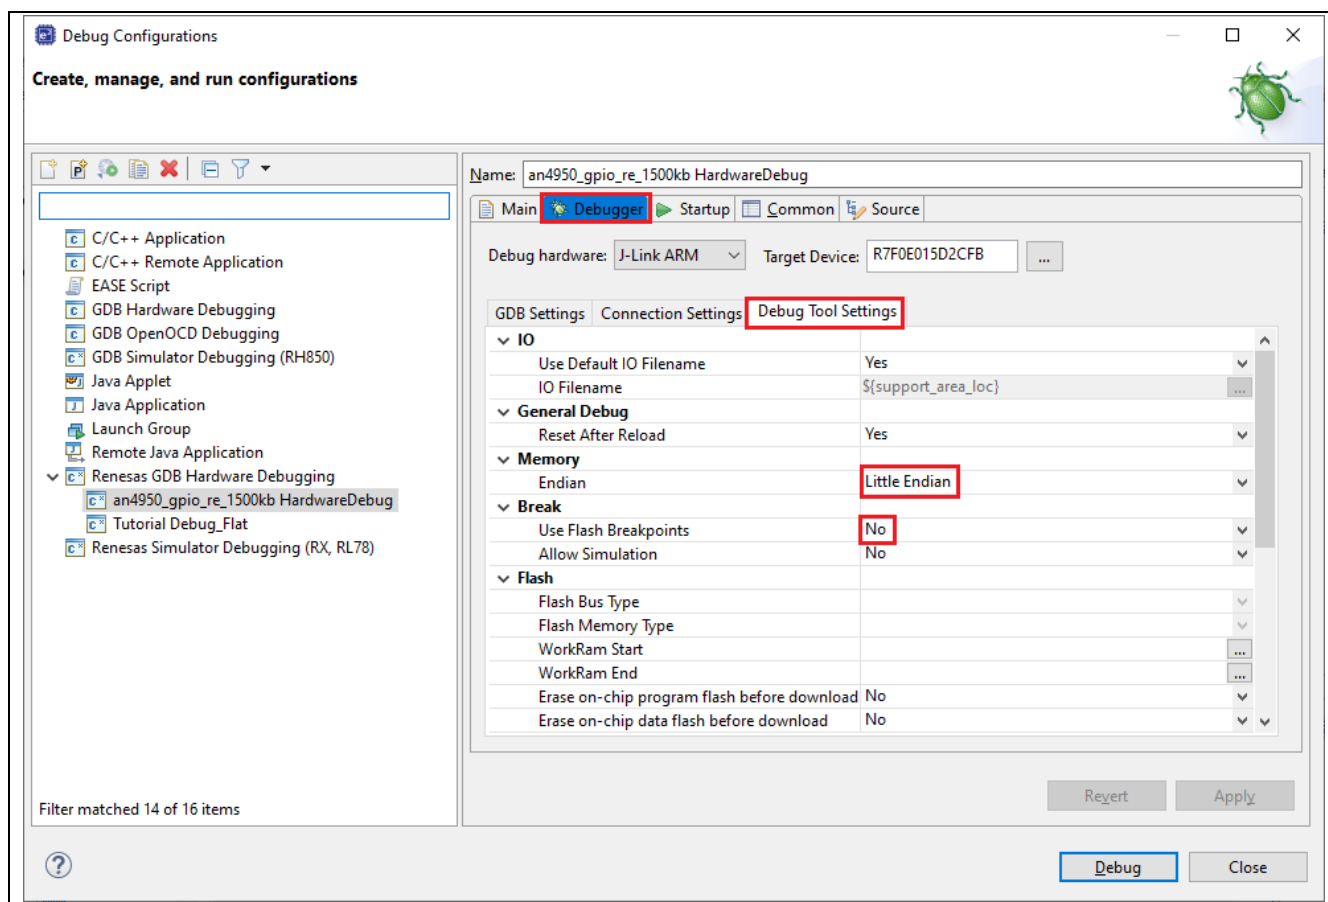 Debug Configurations
Create, manage, and run configurations
Name: an4950_gpio_re_1500kb HardwareDebug
Main Debugger Startup Common Source
Debug hardware: J-Link ARM Target Device: R7F0E015D2CFB ...
GDB Settings Connection Settings Debug Tool Settings
IO
Use Default IO Filename Yes
IO Filename ${support_area_loc} ...
General Debug
Reset After Reload Yes
Memory
Endian Little Endian
Break
Use Flash Breakpoints No
Allow Simulation No
Flash
Flash Bus Type
Flash Memory Type
WorkRam Start ...
WorkRam End ...
Erase on-chip program flash before download No
Erase on-chip data flash before download No
C/C++ Application
C/C++ Remote Application
EASE Script
GDB Hardware Debugging
GDB OpenOCD Debugging
GDB Simulator Debugging (RH850)
Java Applet
Java Application
Launch Group
Remote Java Application
Renesas GDB Hardware Debugging
an4950_gpio_re_1500kb HardwareDebug
Tutorial Debug_Flat
Renesas Simulator Debugging (RX, RL78)
Filter matched 14 of 16 items
Revert Apply
Debug Close